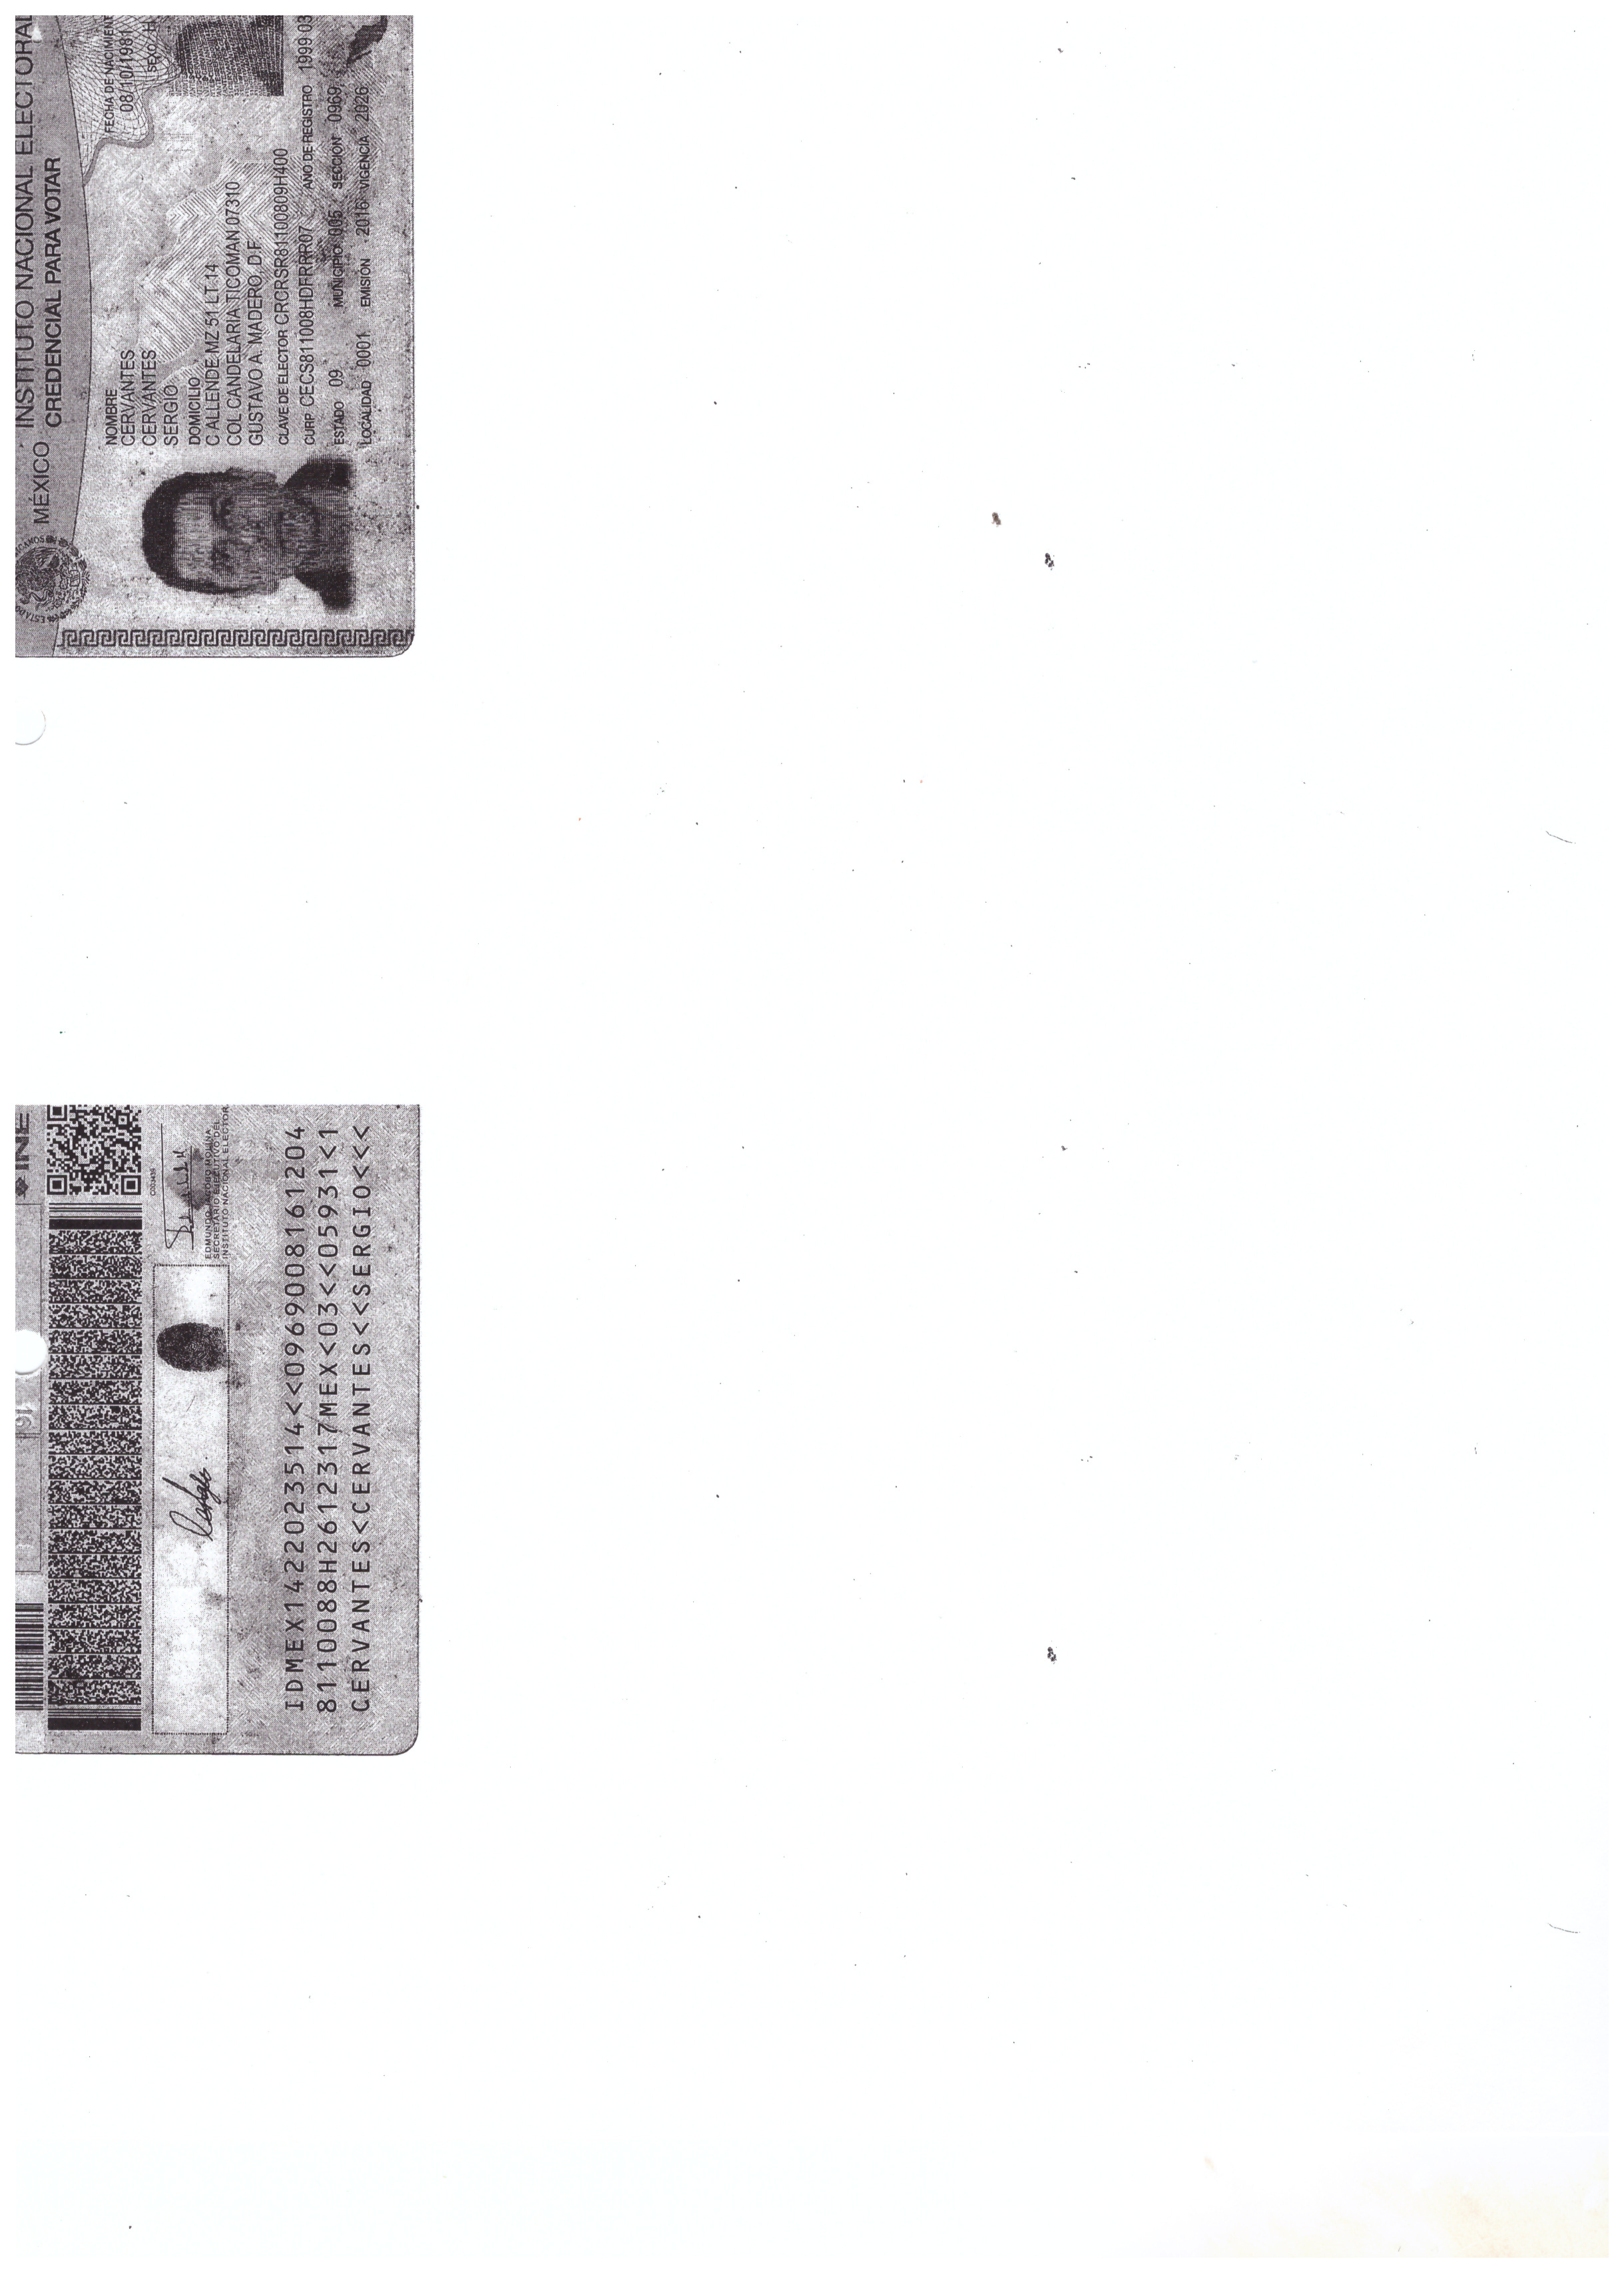 INE
C003435
Sergio
EDMUNDO JACOBO MOLINA
SECRETARIO EJECUTIVO DEL
INSTITUTO NACIONAL ELECTOR
IDMEX1422023514<<0969008161204
8110088H2612317MEX<03<<05931<1
CERVANTES<CERVANTES<<SERGIO<<<
INSTITUTO NACIONAL ELECTORAL
MÉXICO CREDENCIAL PARA VOTAR
NOMBRE
CERVANTES
CERVANTES
SERGIO
FECHA DE NACIMIENT
08/10/1981
SEXO H
DOMICILIO
C ALLENDE MZ 51 LT 14
COL CANDELARIA TICOMAN 07310
GUSTAVO A. MADERO, D.F.
CLAVE DE ELECTOR CRCRSR81100809H400
CURP CECS811008HDFRRR07 AÑO DE REGISTRO 1999 03
ESTADO 09 MUNICIPIO 005 SECCIÓN 0969
LOCALIDAD 0001 EMISIÓN 2016 VIGENCIA 2026